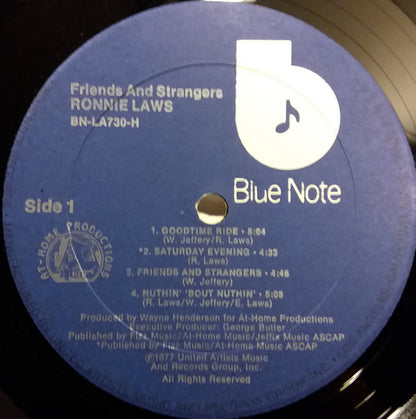 Friends And Strangers
RONNIE LAWS
BN-LA730-H
Blue Note
Side 1
AT-HOME PRODUCTIONS
1. GOODTIME RIDE • 5:04
(W. Jeffery/R. Laws)
*2. SATURDAY EVENING • 4:33
(R. Laws)
3. FRIENDS AND STRANGERS • 4:46
(W. Jeffery)
4. NUTHIN' 'BOUT NUTHIN' • 5:08
(R. Laws/W. Jeffery/E. Laws)
Produced by Wayne Henderson for At-Home Productions
Executive Producer: George Butler
Published by Fizz Music/At-Home Music/Jeffix Music ASCAP
*Published by Fizz Music/At-Home Music ASCAP
℗1977 United Artists Music
And Records Group, Inc.
All Rights Reserved